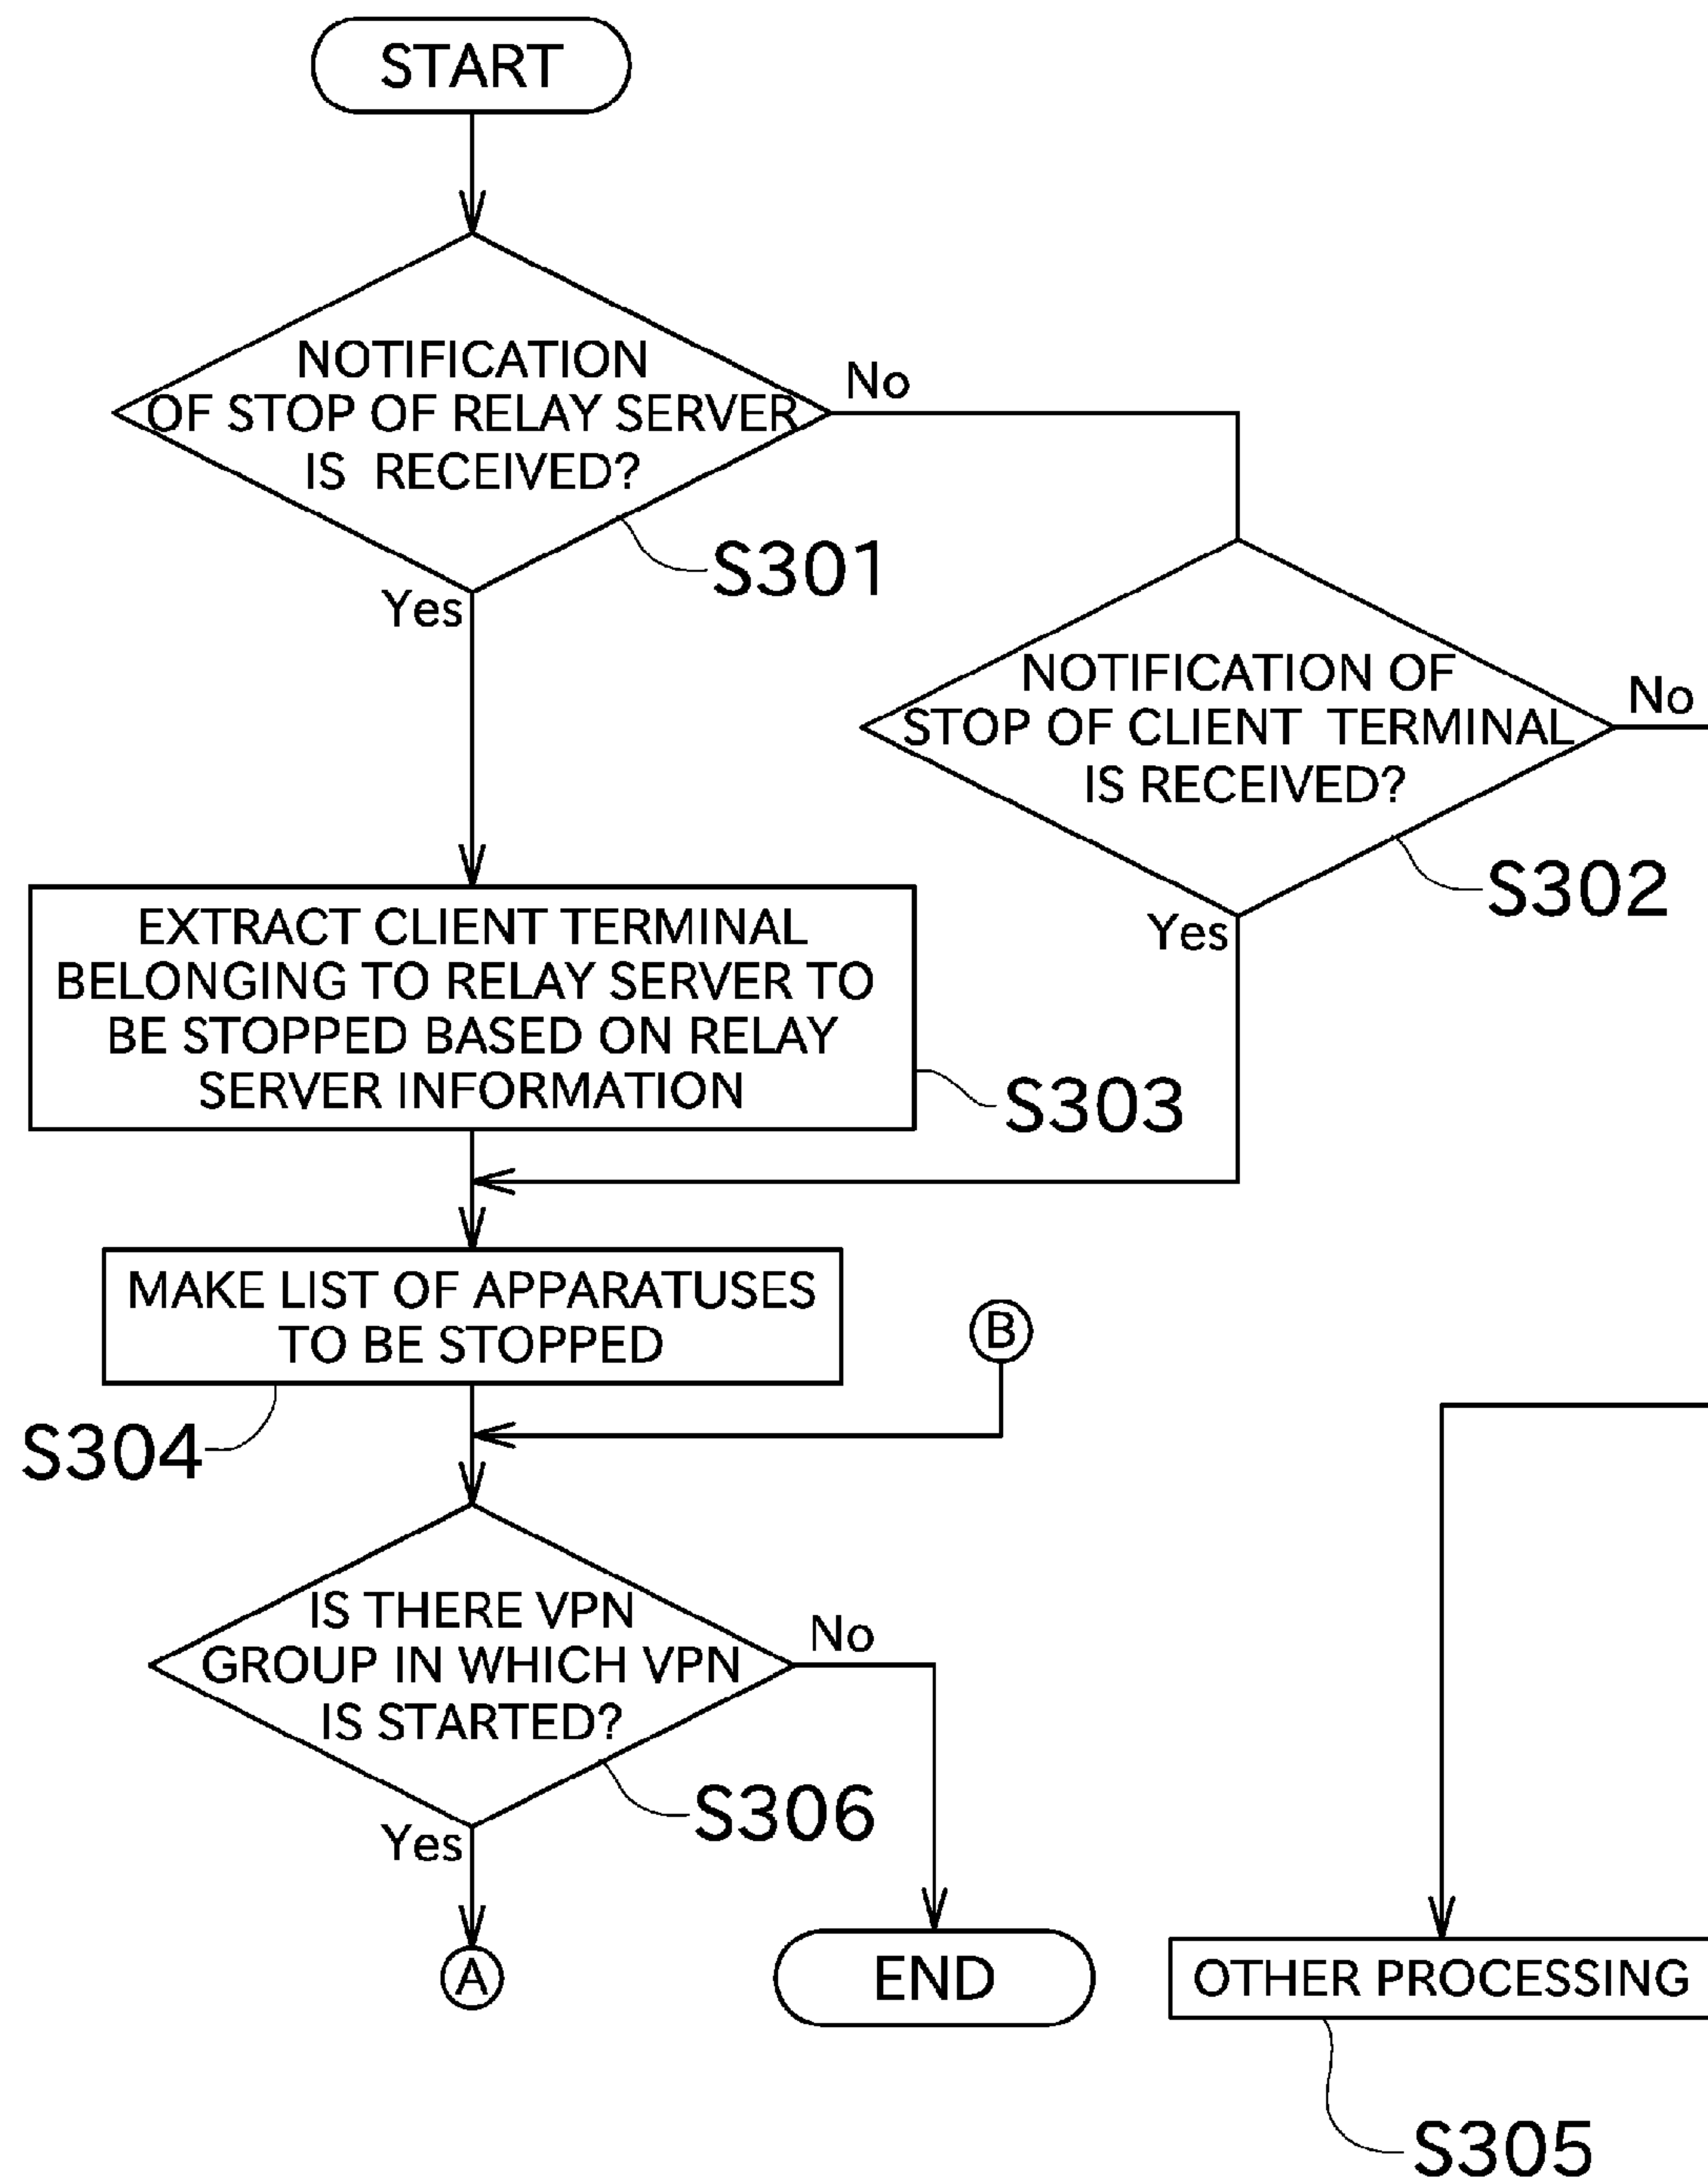 START
NOTIFICATION
OF STOP OF RELAY SERVER
IS RECEIVED?
No
S301
Yes
NOTIFICATION OF
STOP OF CLIENT TERMINAL
IS RECEIVED?
No
S302
Yes
EXTRACT CLIENT TERMINAL
BELONGING TO RELAY SERVER TO
BE STOPPED BASED ON RELAY
SERVER INFORMATION
S303
MAKE LIST OF APPARATUSES
TO BE STOPPED
S304
B
IS THERE VPN
GROUP IN WHICH VPN
IS STARTED?
No
S306
Yes
A
END
OTHER PROCESSING
S305